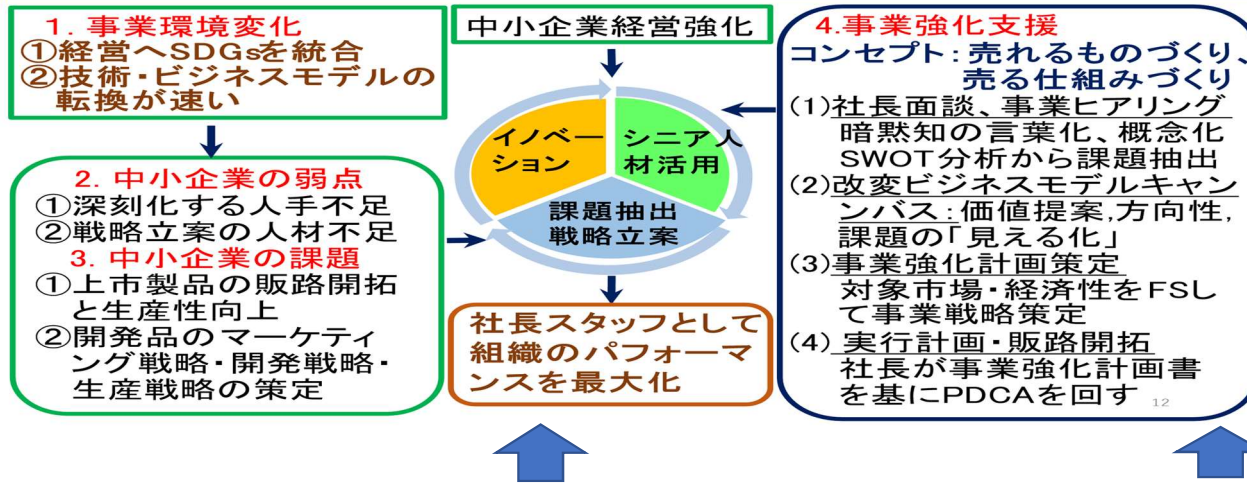 1. 事業環境変化
①経営へSDGsを統合
②技術・ビジネスモデルの
転換が速い
2. 中小企業の弱点
①深刻化する人手不足
②戦略立案の人材不足
3. 中小企業の課題
①上市製品の販路開拓
と生産性向上
②開発品のマーケティ
ング戦略・開発戦略・
生産戦略の策定
中小企業経営強化
イノベー
ション
シニア人
材活用
課題抽出
戦略立案
社長スタッフとして
組織のパフォーマ
ンスを最大化
4.事業強化支援
コンセプト:売れるものづくり、
売る仕組みづくり
(1)社長面談、事業ヒアリング
暗黙知の言葉化、概念化
SWOT分析から課題抽出
(2)改変ビジネスモデルキャン
ンバス:価値提案,方向性,
課題の「見える化」
(3)事業強化計画策定
対象市場・経済性をFSし
て事業戦略策定
(4) 実行計画・販路開拓
社長が事業強化計画書
を基にPDCAを回す
12